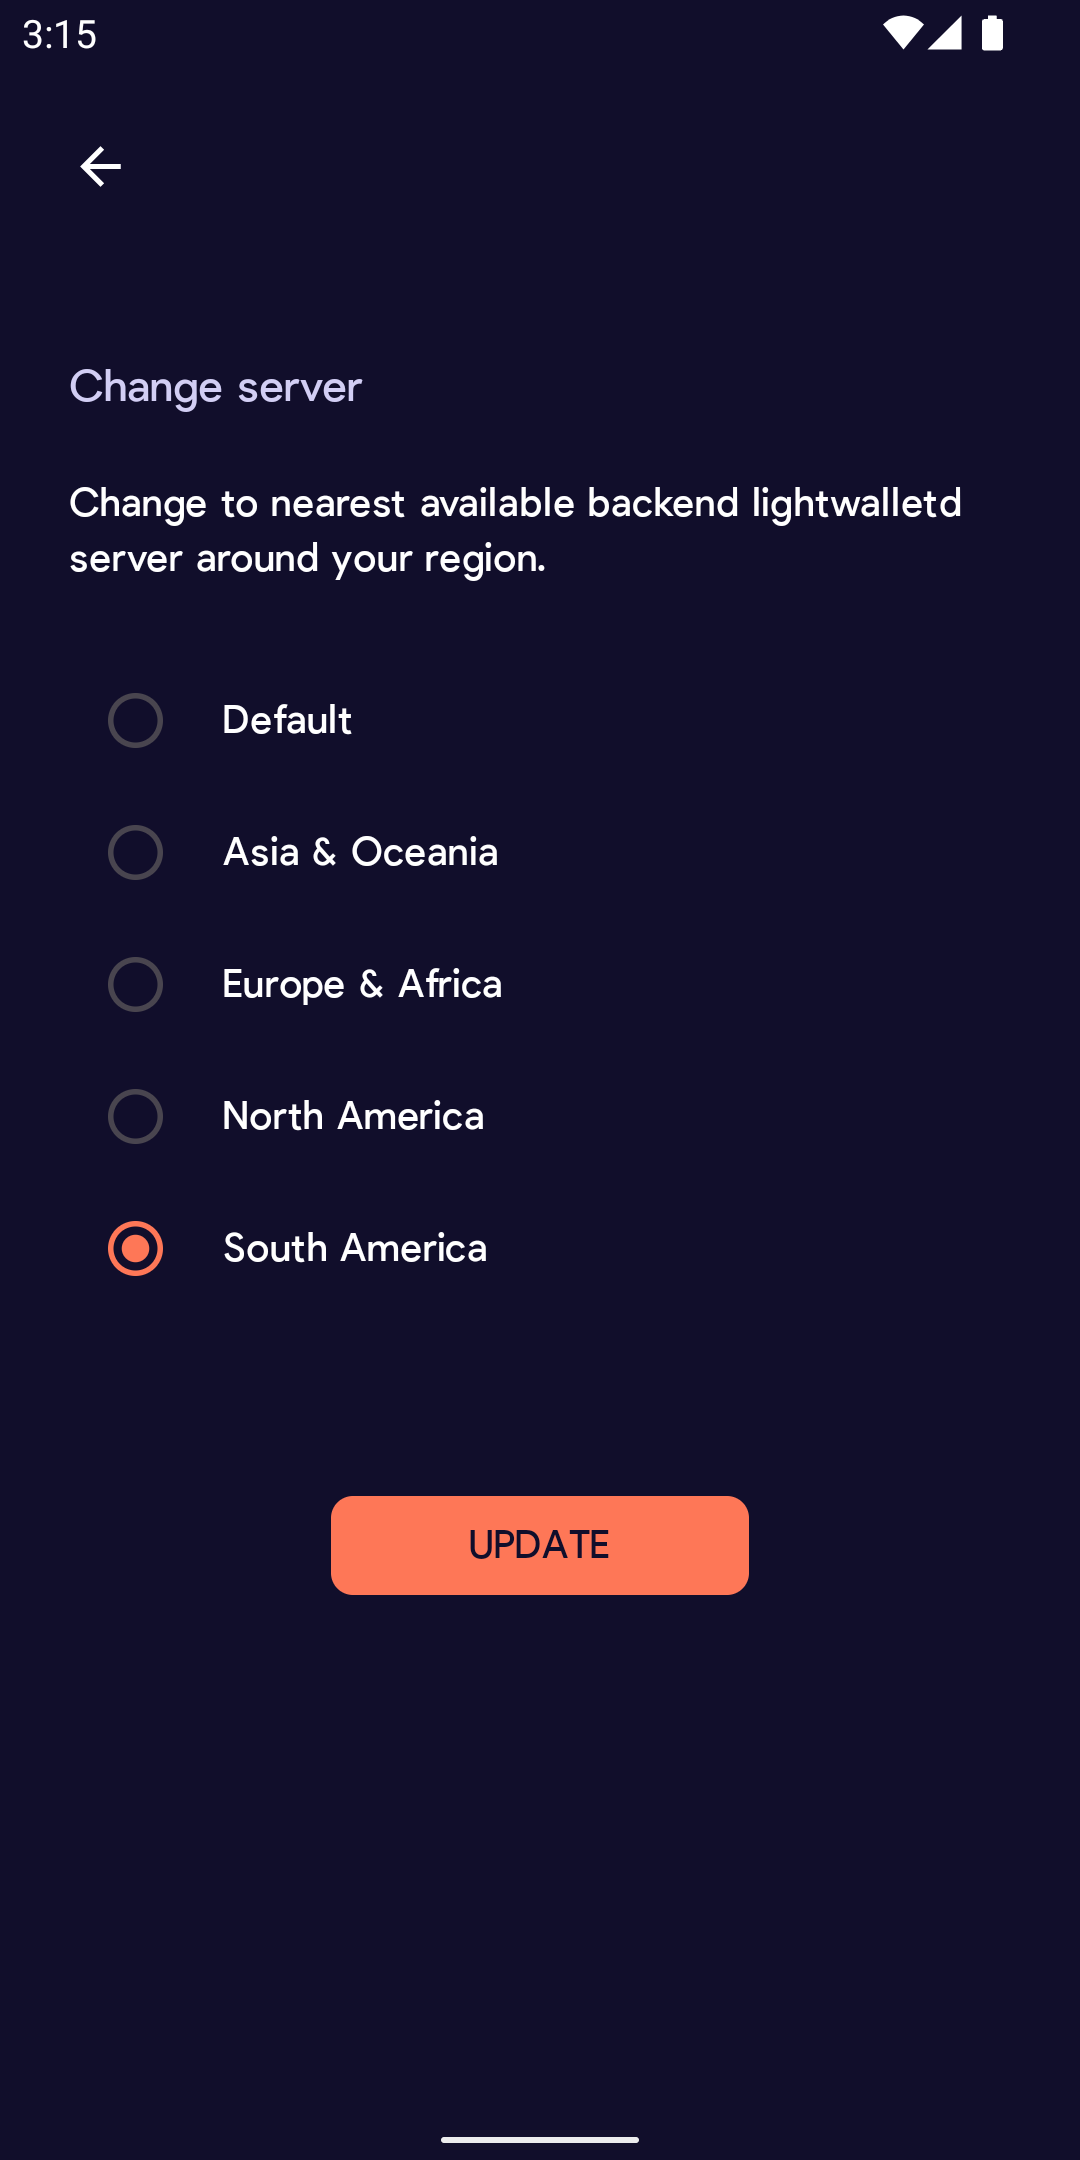 3:15
Change server
Change to nearest available backend lightwalletd
server around your region.
Default
Asia & Oceania
Europe & Africa
North America
South America
UPDATE